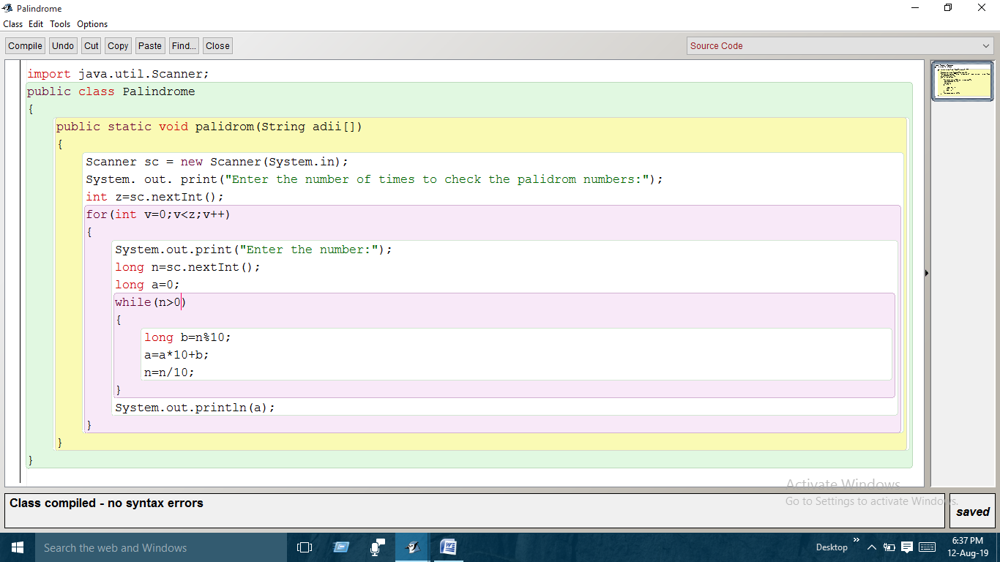 Palindrome
Class Edit Tools Options
Compile Undo Cut Copy Paste Find... Close Source Code
import java.util.Scanner;
public class Palindrome
{
public static void palidrom(String adii[])
{
Scanner sc = new Scanner(System.in);
System. out. print("Enter the number of times to check the palidrom numbers:");
int z=sc.nextInt();
for(int v=0;v<z;v++)
{
System.out.print("Enter the number:");
long n=sc.nextInt();
long a=0;
while(n>0)
{
long b=n%10;
a=a*10+b;
n=n/10;
}
System.out.println(a);
}
}
}
Activate Windows
Go to Settings to activate Windows.
Class compiled - no syntax errors
saved
Search the web and Windows
Desktop
6:37 PM
12-Aug-19